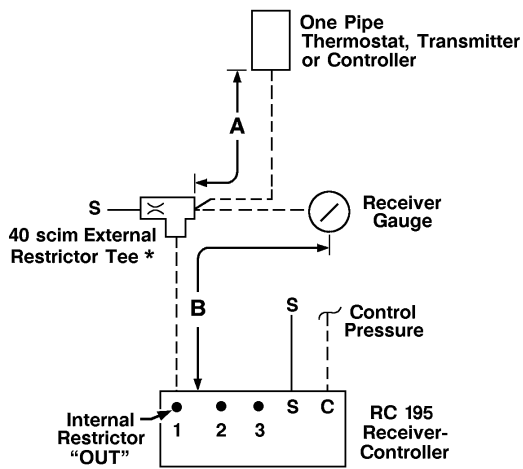 One Pipe
Thermostat, Transmitter
or Controller
A
S
40 scim External
Restrictor Tee *
Receiver
Gauge
B
S
Control
Pressure
Internal
Restrictor
“OUT”
1 2 3 S C
RC 195
Receiver-
Controller